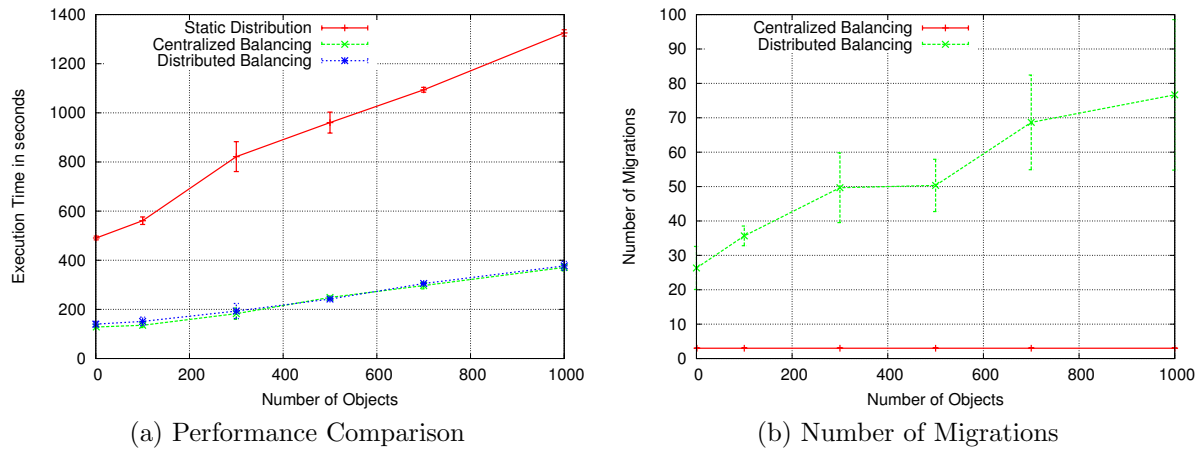 1400
1200
1000
800
600
400
200
0
Execution Time in seconds
Static Distribution
Centralized Balancing
Distributed Balancing
0 200 400 600 800 1000
Number of Objects
(a) Performance Comparison
100
90
80
70
60
50
40
30
20
10
0
Number of Migrations
Centralized Balancing
Distributed Balancing
0 200 400 600 800 1000
Number of Objects
(b) Number of Migrations